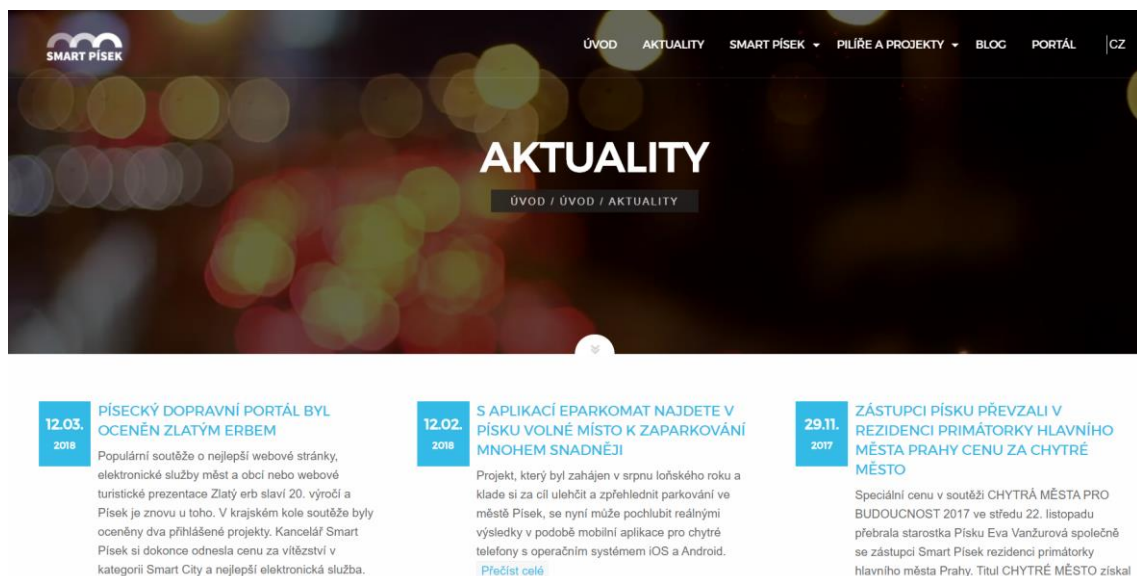 SMART PÍSEK
ÚVOD AKTUALITY SMART PÍSEK PILÍŘE A PROJEKTY BLOG PORTÁL |CZ
AKTUALITY
ÚVOD / ÚVOD / AKTUALITY
12.03.
2018
PÍSECKÝ DOPRAVNÍ PORTÁL BYL
OCENĚN ZLATÝM ERBEM
Populární soutěže o nejlepší webové stránky,
elektronické služby měst a obcí nebo webové
turistické prezentace Zlatý erb slaví 20. výročí a
Písek je znovu u toho. V krajském kole soutěže byly
oceněny dva přihlášené projekty. Kancelář Smart
Písek si dokonce odnesla cenu za vítězství v
kategorii Smart City a nejlepší elektronická služba.
12.02.
2018
S APLIKACÍ EPARKOMAT NAJDETE V
PÍSKU VOLNÉ MÍSTO K ZAPARKOVÁNÍ
MNOHEM SNADNĚJI
Projekt, který byl zahájen v srpnu loňského roku a
klade si za cíl ulehčit a zpřehlednit parkování ve
městě Písek, se nyní může pochlubit reálnými
výsledky v podobě mobilní aplikace pro chytré
telefony s operačním systémem iOS a Android.
Přečíst celé
29.11.
2017
ZÁSTUPCI PÍSKU PŘEVZALI V
REZIDENCI PRIMÁTORKY HLAVNÍHO
MĚSTA PRAHY CENU ZA CHYTRÉ
MĚSTO
Speciální cenu v soutěži CHYTRÁ MĚSTA PRO
BUDOUCNOST 2017 ve středu 22. listopadu
přebrala starostka Písku Eva Vanžurová společně
se zástupci Smart Písek rezidenci primátorky
hlavního města Prahy. Titul CHYTRÉ MĚSTO získal